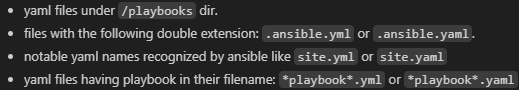 • yaml files under /playbooks dir.
• files with the following double extension: .ansible.yml or .ansible.yaml.
• notable yaml names recognized by ansible like site.yml or site.yaml
• yaml files having playbook in their filename: *playbook*.yml or *playbook*.yaml